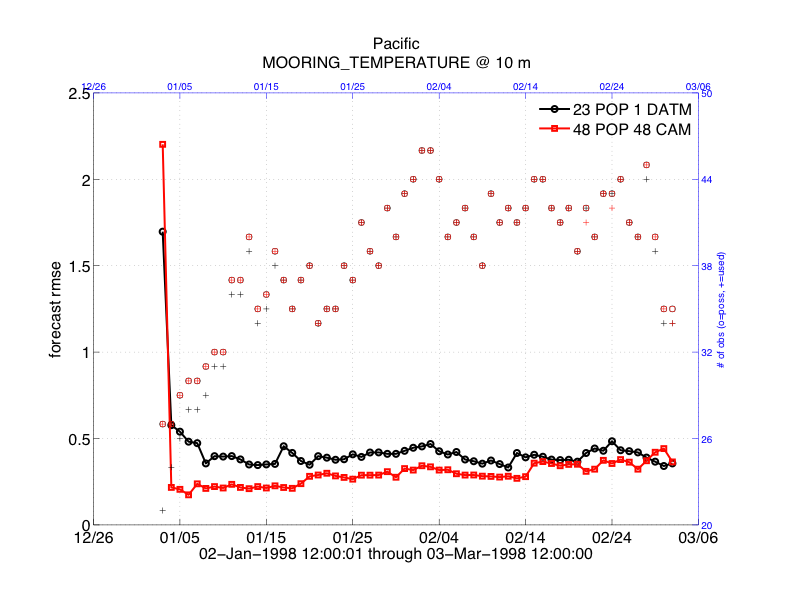 Pacific
MOORING_TEMPERATURE @ 10 m
12/26 01/05 01/15 01/25 02/04 02/14 02/24 03/06
2.5
2
1.5
1
0.5
0
forecast rmse
23 POP 1 DATM
48 POP 48 CAM
50
44
38
32
26
20
# of obs (o=poss, +=used)
12/26 01/05 01/15 01/25 02/04 02/14 02/24 03/06
02−Jan−1998 12:00:01 through 03−Mar−1998 12:00:00